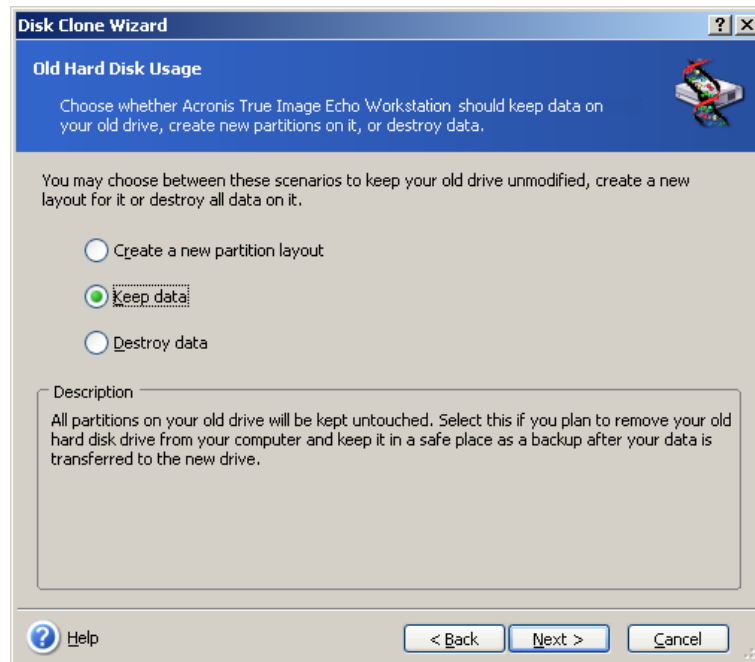 Disk Clone Wizard
Old Hard Disk Usage
Choose whether Acronis True Image Echo Workstation should keep data on
your old drive, create new partitions on it, or destroy data.
You may choose between these scenarios to keep your old drive unmodified, create a new
layout for it or destroy all data on it.
Create a new partition layout
Keep data
Destroy data
Description
All partitions on your old drive will be kept untouched. Select this if you plan to remove your old
hard disk drive from your computer and keep it in a safe place as a backup after your data is
transferred to the new drive.
Help
< Back
Next >
Cancel